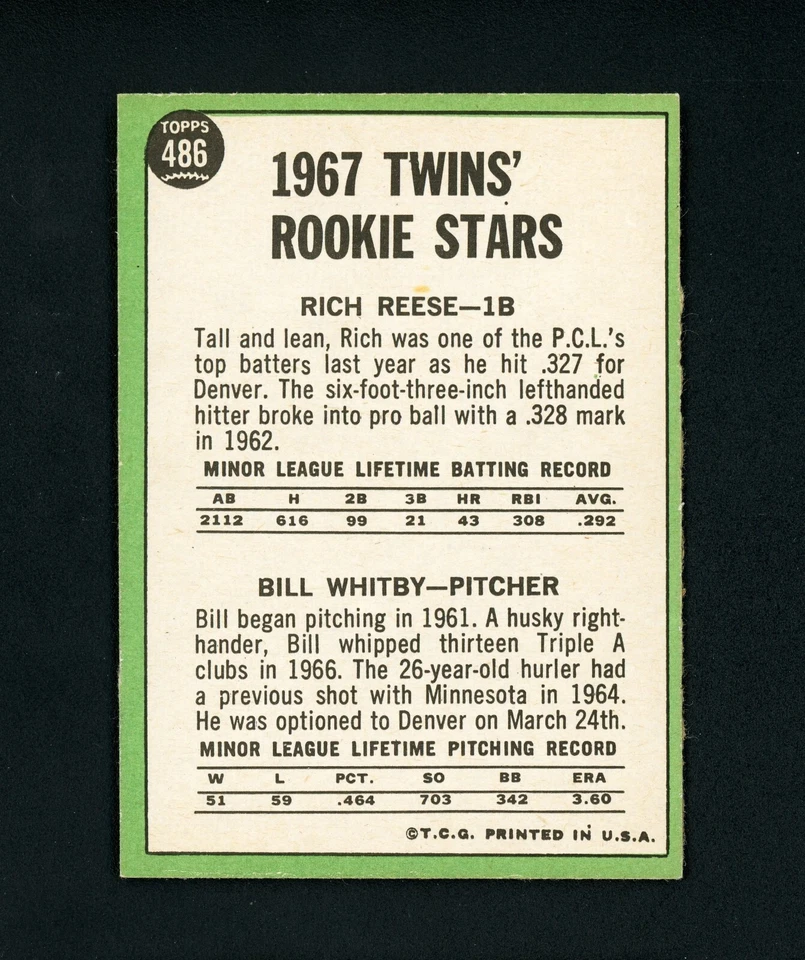 TOPPS
486
1967 TWINS'
ROOKIE STARS
RICH REESE—1B
Tall and lean, Rich was one of the P.C.L.'s
top batters last year as he hit .327 for
Denver. The six-foot-three-inch lefthanded
hitter broke into pro ball with a .328 mark
in 1962.
MINOR LEAGUE LIFETIME BATTING RECORD
AB H 2B 3B HR RBI AVG.
2112 616 99 21 43 308 .292
BILL WHITBY—PITCHER
Bill began pitching in 1961. A husky right-
hander, Bill whipped thirteen Triple A
clubs in 1966. The 26-year-old hurler had
a previous shot with Minnesota in 1964.
He was optioned to Denver on March 24th.
MINOR LEAGUE LIFETIME PITCHING RECORD
W L PCT. SO BB ERA
51 59 .464 703 342 3.60
©T.C.G. PRINTED IN U.S.A.